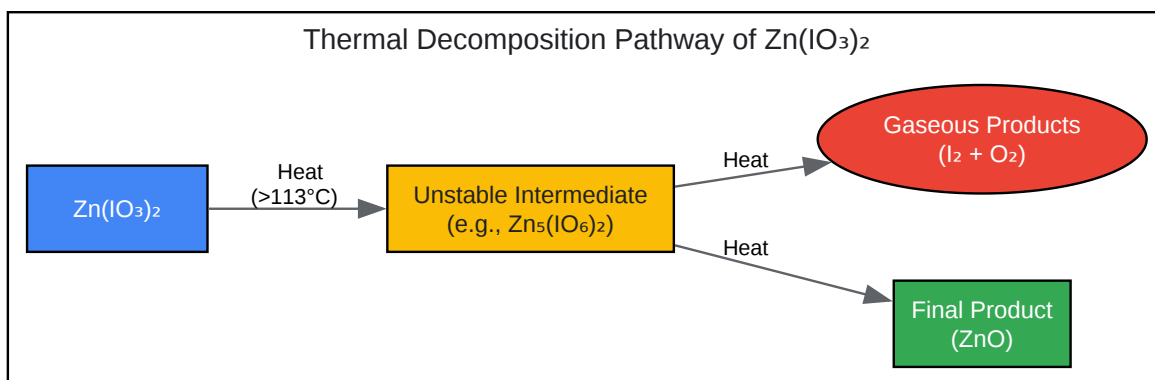 Thermal Decomposition Pathway of Zn(IO₃)₂
Zn(IO₃)₂
Heat
(>113°C)
Unstable Intermediate
(e.g., Zn₅(IO₆)₂)
Heat
Gaseous Products
(I₂ + O₂)
Heat
Final Product
(ZnO)